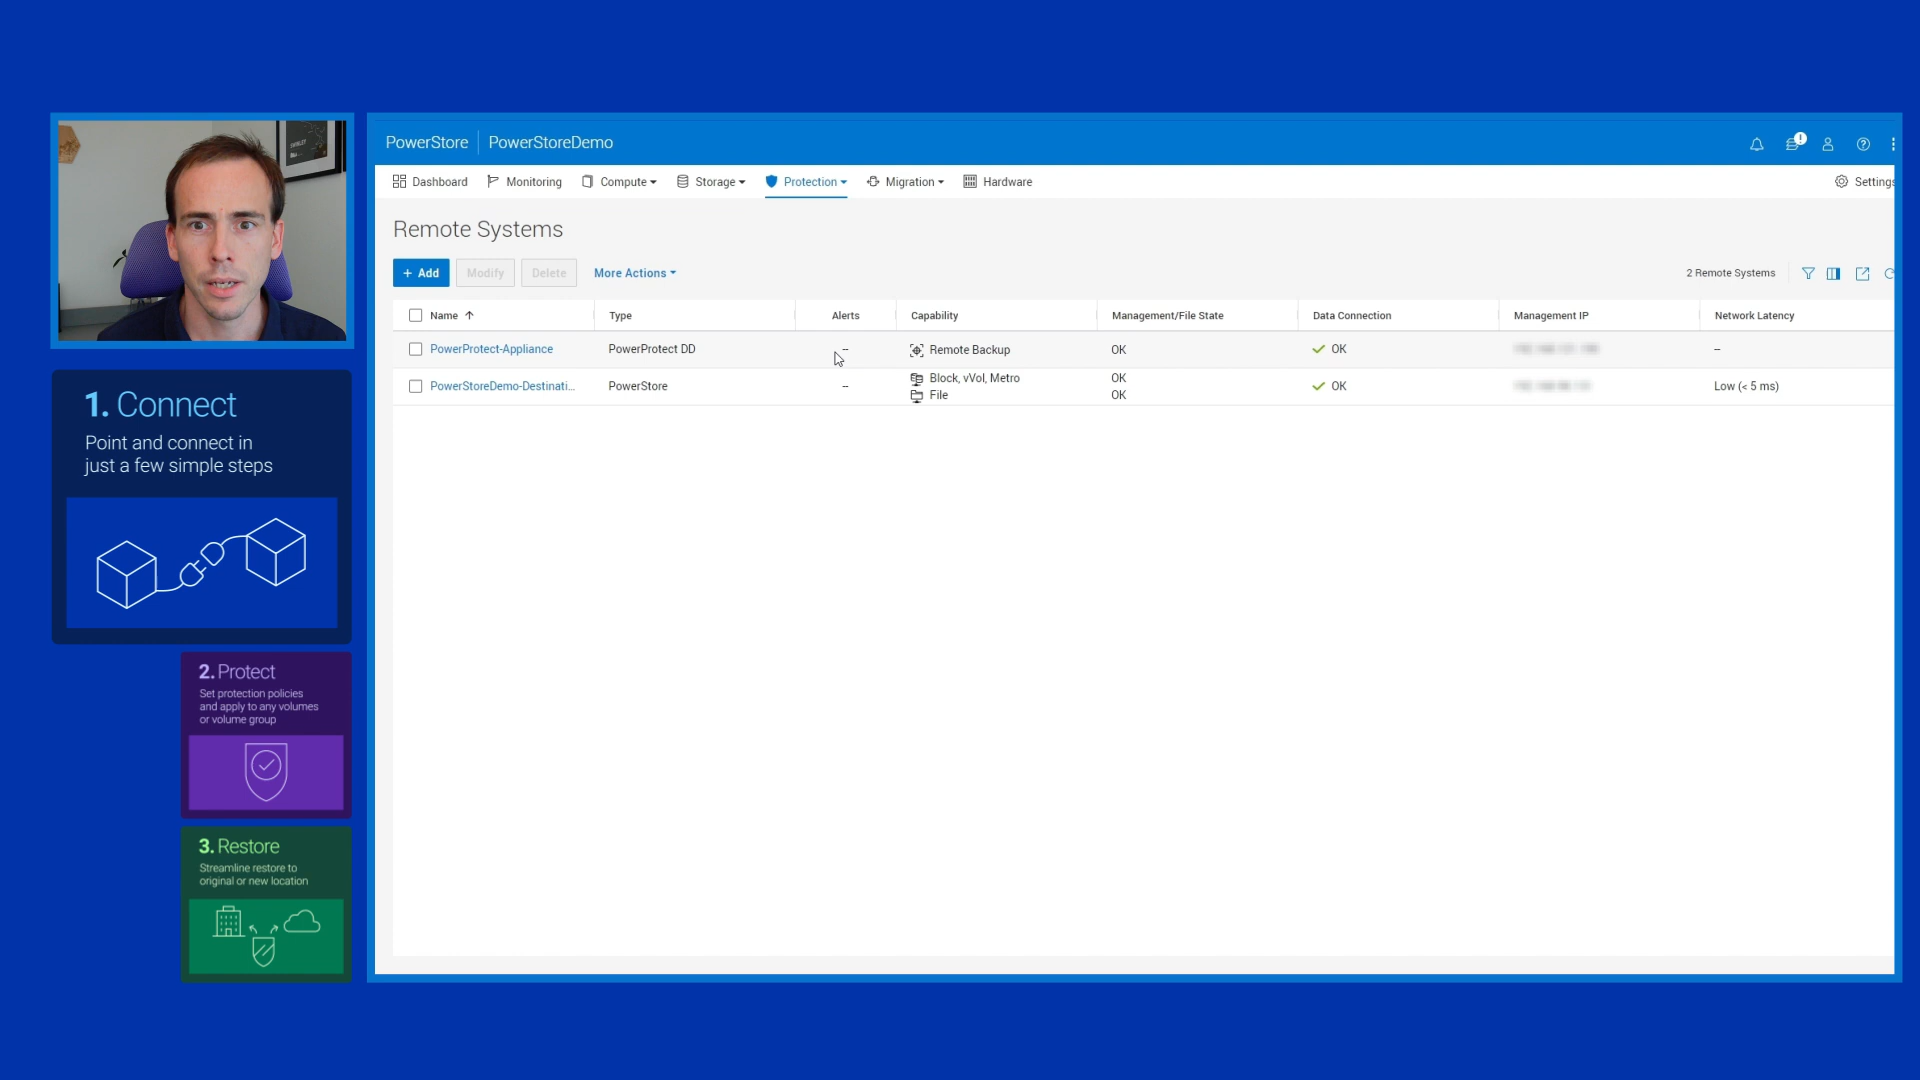 PowerStore | PowerStoreDemo
Dashboard Monitoring Compute Storage Protection Migration Hardware Settings
Remote Systems
+ Add Modify Delete More Actions 2 Remote Systems
Name Type Alerts Capability Management/File State Data Connection Management IP Network Latency
PowerProtect-Appliance PowerProtect DD -- Remote Backup OK OK --
PowerStoreDemo-Destinati... PowerStore -- Block, vVol, Metro OK OK Low (< 5 ms)
File OK
1. Connect
Point and connect in
just a few simple steps
2. Protect
Set protection policies
and apply to any volumes
or volume group
3. Restore
Streamline restore to
original or new location